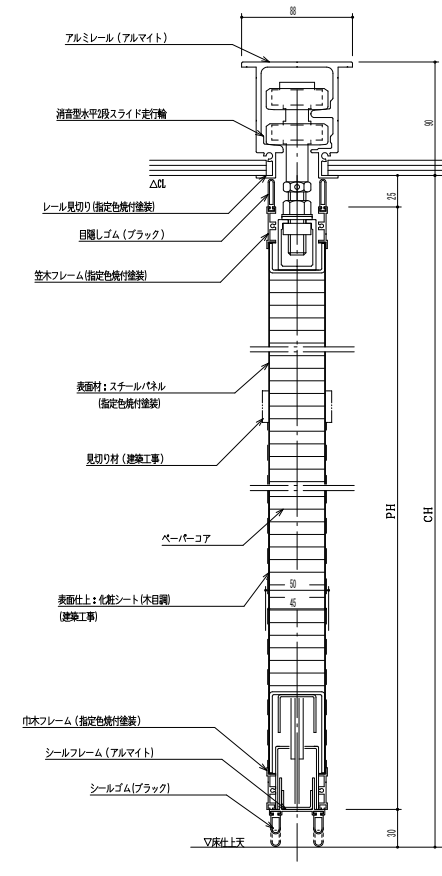 88
アルミレール（アルマイト）
消音型水平2段スライド走行輪
90
△CL
25
レール見切り(指定色焼付塗装)
目隠しゴム（ブラック）
笠木フレーム(指定色焼付塗装)
表面材：スチールパネル
(指定色焼付塗装)
見切り材（建築工事）
PH
CH
ペーパーコア
50
表面仕上：化粧シート(木目調)
(建築工事)
45
巾木フレーム（指定色焼付塗装）
シールフレーム（アルマイト）
シールゴム(ブラック)
30
▽床仕上天